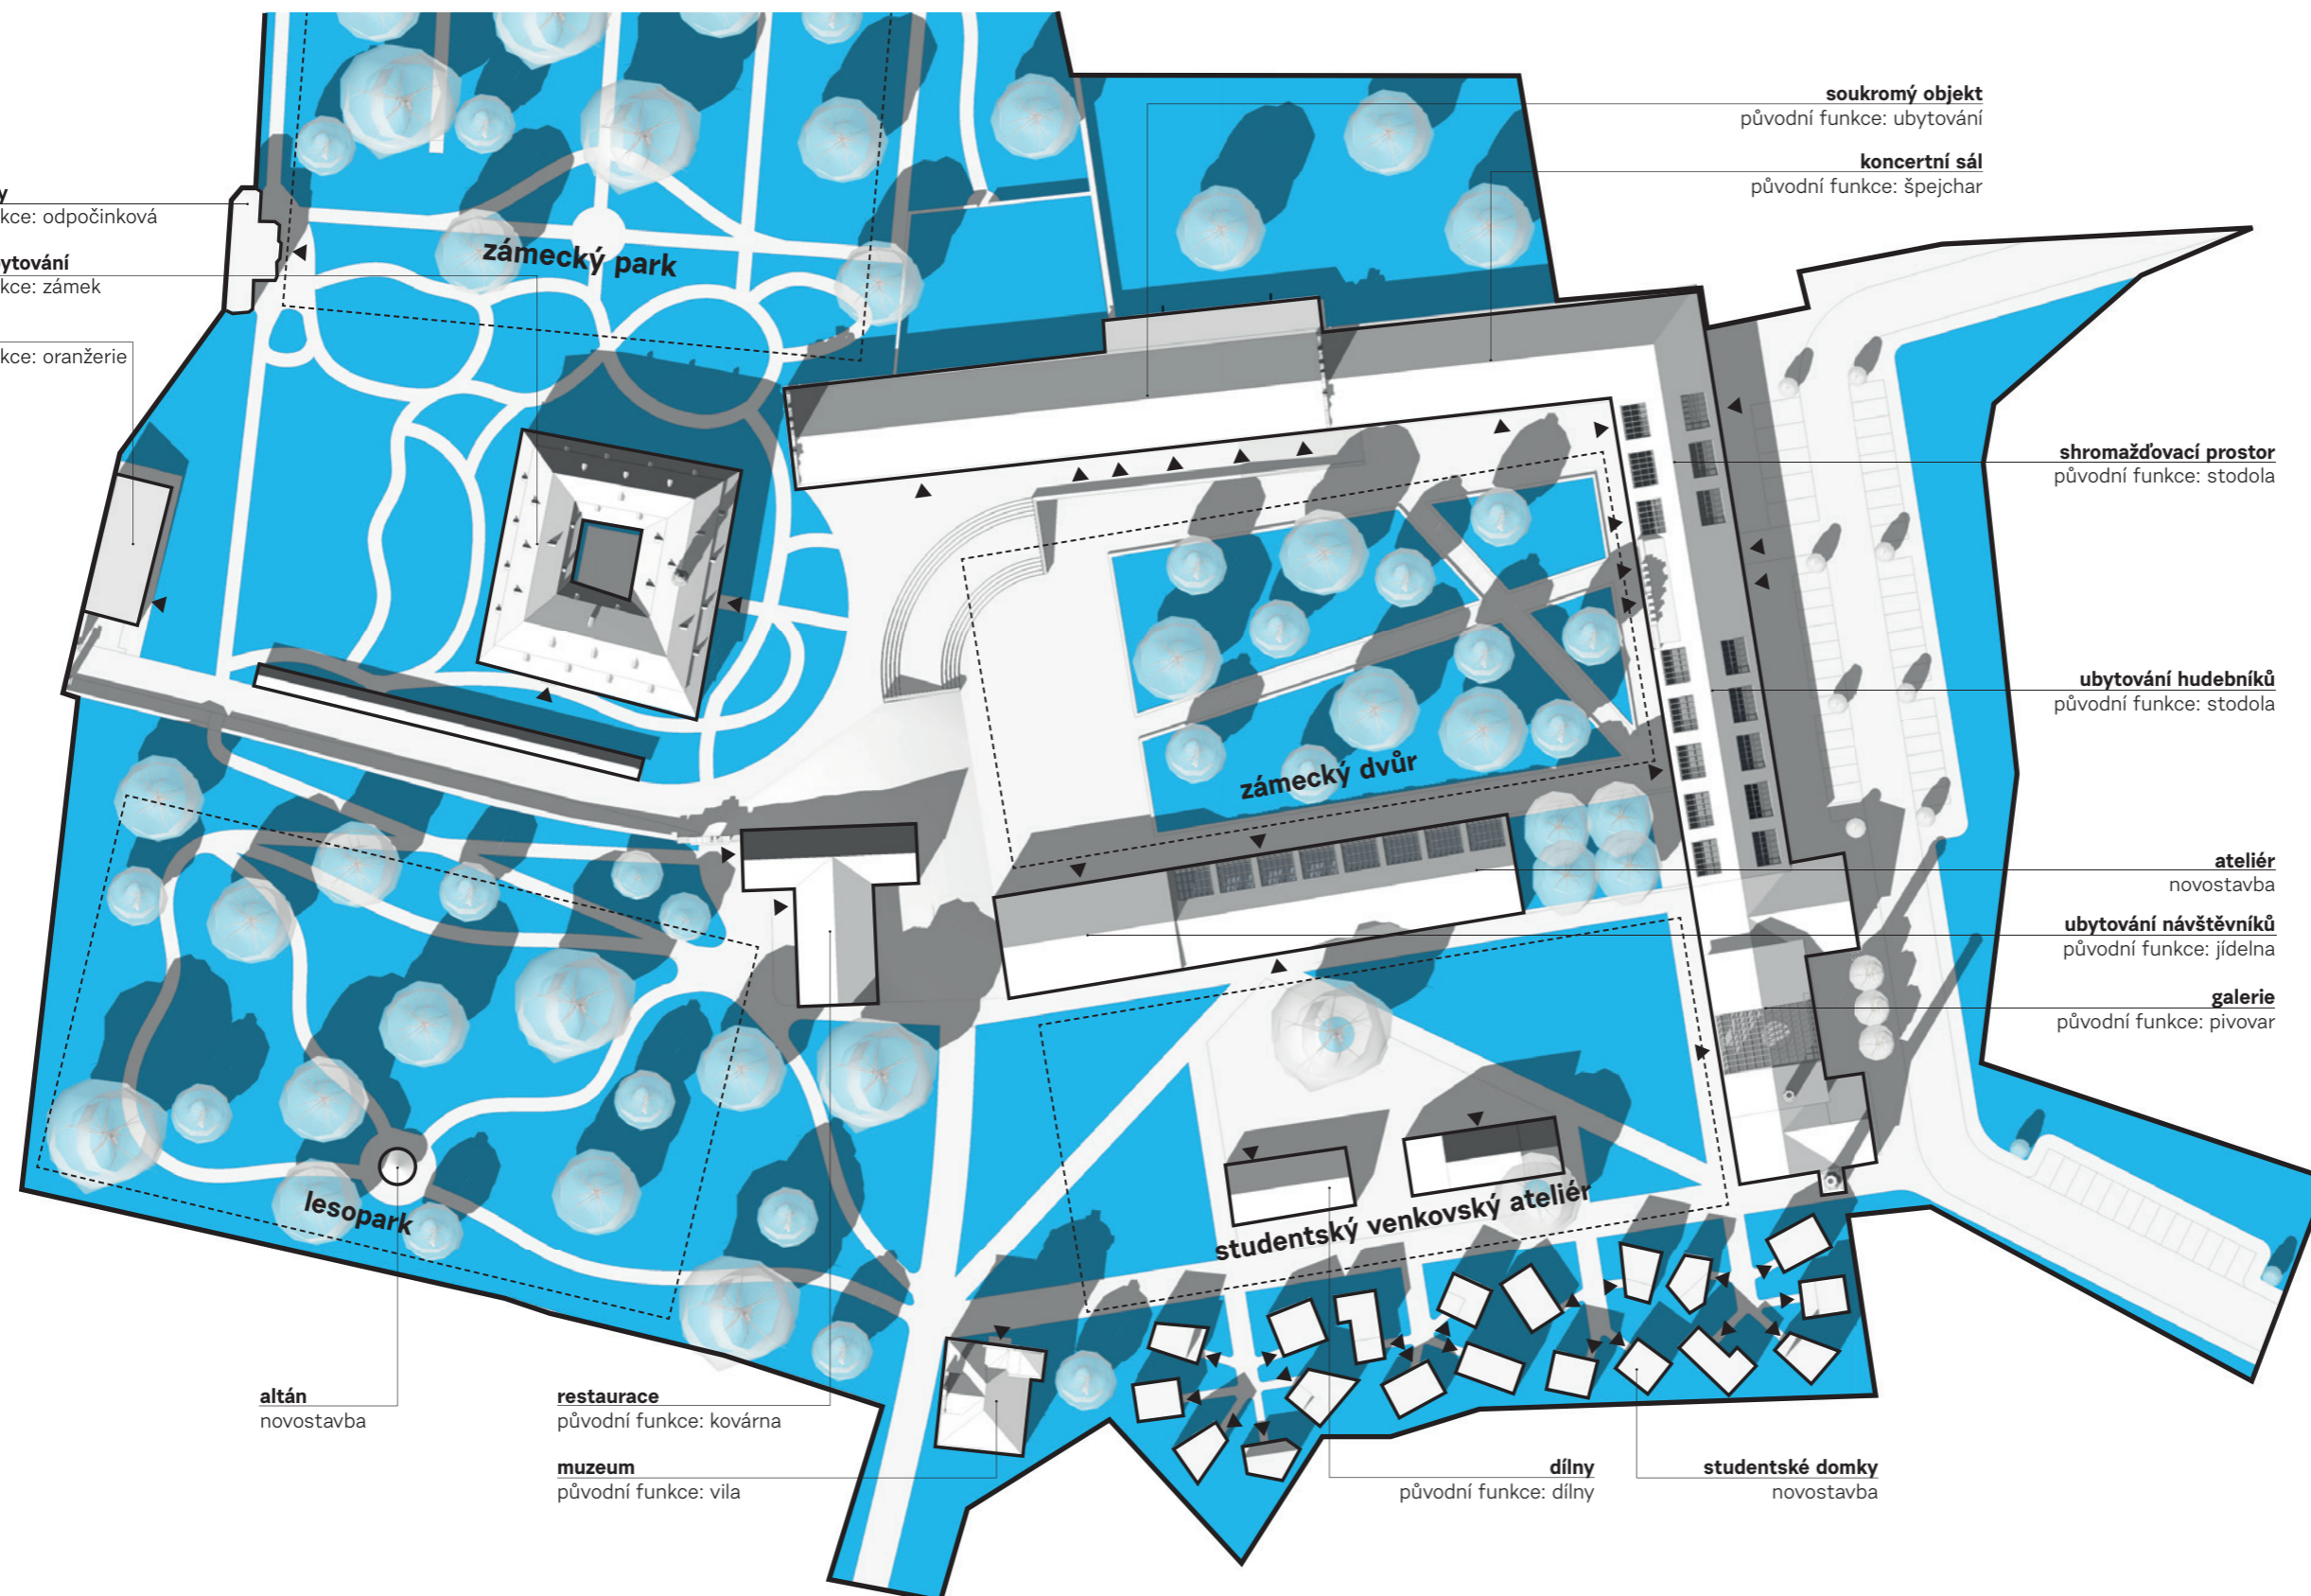 soukromý objekt
původní funkce: ubytování
koncertní sál
původní funkce: špejchar
kce: odpočinková
ytování
kce: zámek
kce: oranžerie
zámecký park
shromažďovací prostor
původní funkce: stodola
ubytování hudebníků
původní funkce: stodola
zámecký dvůr
ateliér
novostavba
ubytování návštěvníků
původní funkce: jídelna
galerie
původní funkce: pivovar
lesopark
studentský venkovský ateliér
altán
novostavba
restaurace
původní funkce: kovárna
muzeum
původní funkce: vila
dílny
původní funkce: dílny
studentské domky
novostavba